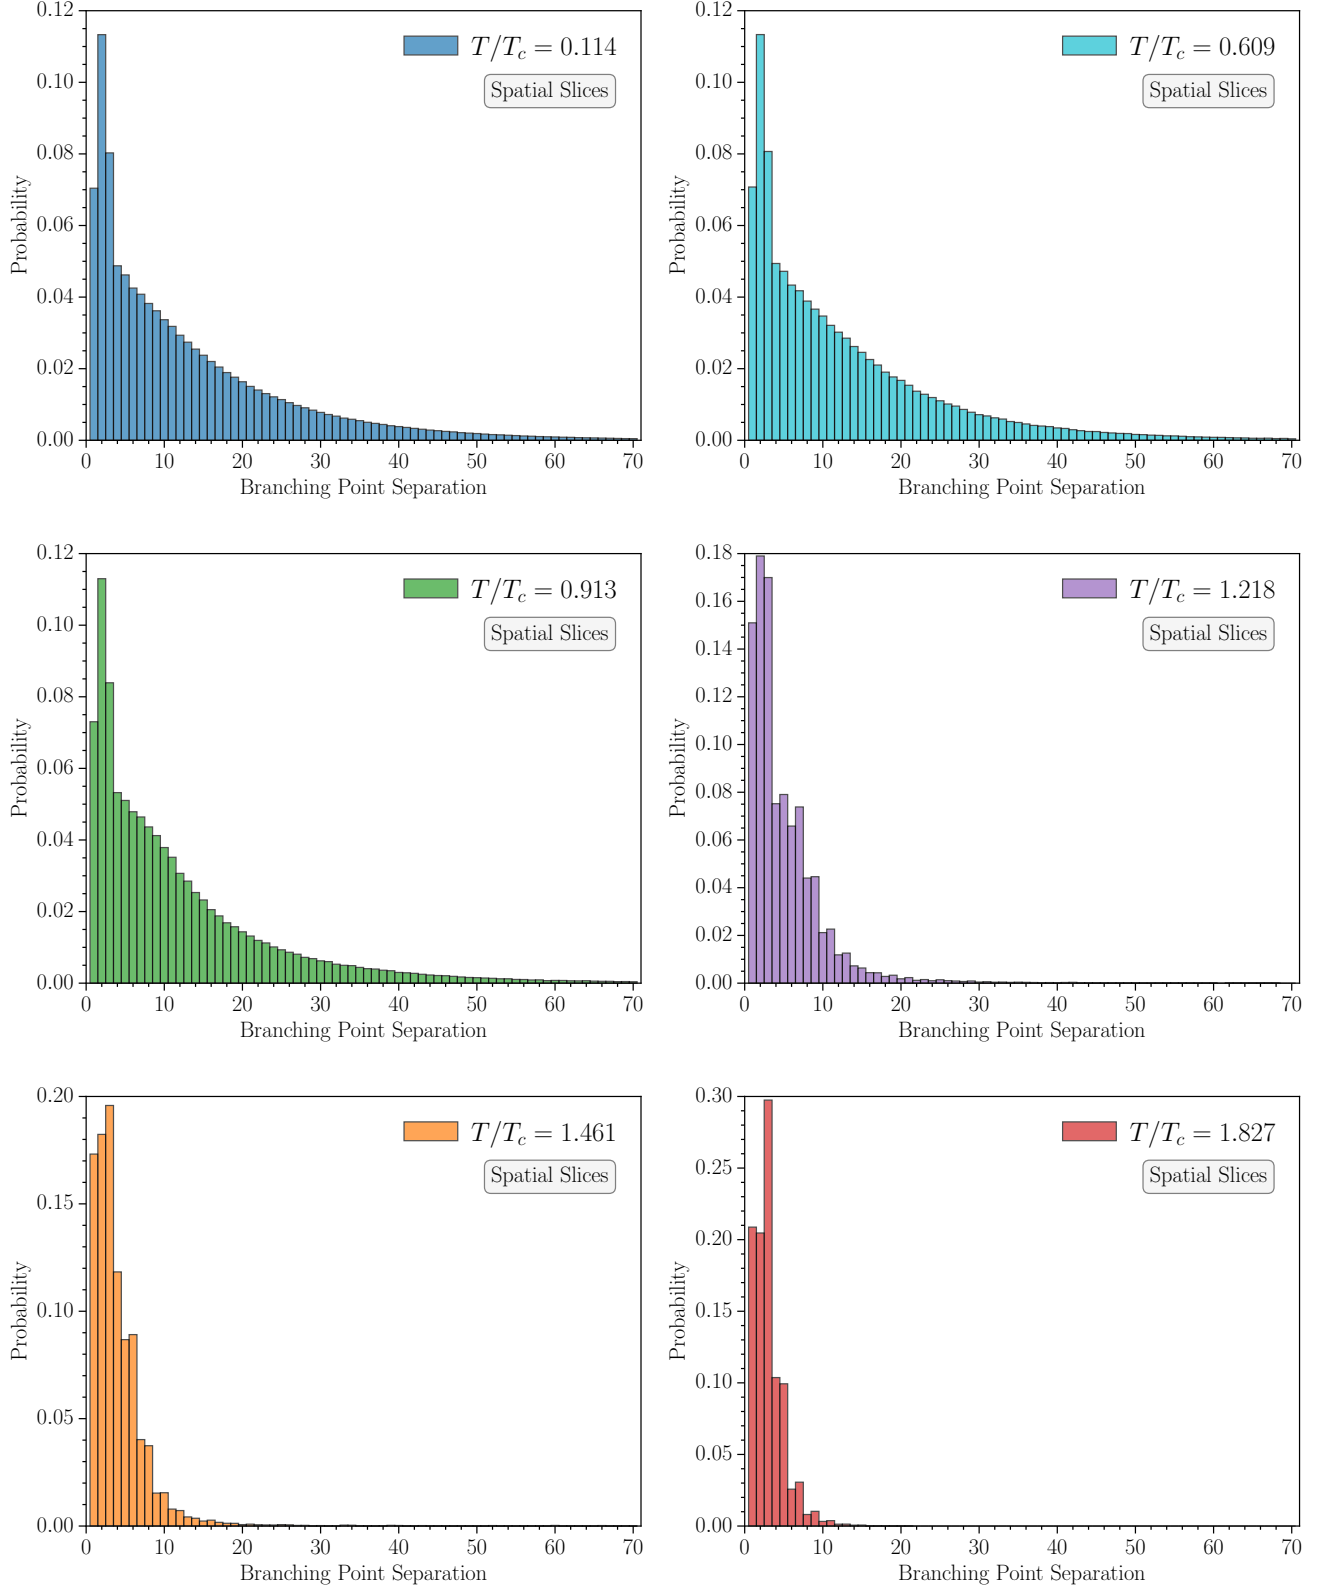 0.12
0.10
0.08
0.06
0.04
0.02
0.00
Probability
T/T_c = 0.114
Spatial Slices
0 10 20 30 40 50 60 70
Branching Point Separation
0.12
0.10
0.08
0.06
0.04
0.02
0.00
Probability
T/T_c = 0.609
Spatial Slices
0 10 20 30 40 50 60 70
Branching Point Separation
0.12
0.10
0.08
0.06
0.04
0.02
0.00
Probability
T/T_c = 0.913
Spatial Slices
0 10 20 30 40 50 60 70
Branching Point Separation
0.18
0.16
0.14
0.12
0.10
0.08
0.06
0.04
0.02
0.00
Probability
T/T_c = 1.218
Spatial Slices
0 10 20 30 40 50 60 70
Branching Point Separation
0.20
0.15
0.10
0.05
0.00
Probability
T/T_c = 1.461
Spatial Slices
0 10 20 30 40 50 60 70
Branching Point Separation
0.30
0.25
0.20
0.15
0.10
0.05
0.00
Probability
T/T_c = 1.827
Spatial Slices
0 10 20 30 40 50 60 70
Branching Point Separation